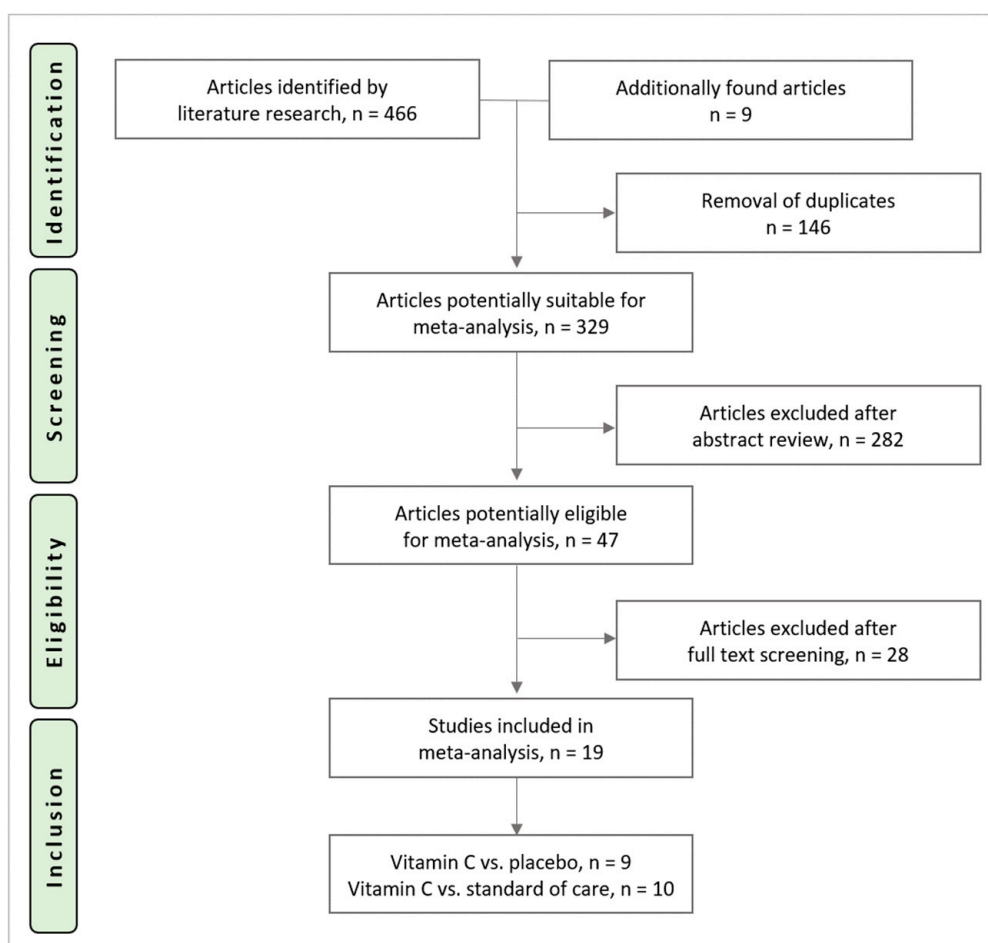 Identification
Articles identified by
literature research, n = 466
Additionally found articles
n = 9
Removal of duplicates
n = 146
Screening
Articles potentially suitable for
meta-analysis, n = 329
Articles excluded after
abstract review, n = 282
Eligibility
Articles potentially eligible
for meta-analysis, n = 47
Articles excluded after
full text screening, n = 28
Inclusion
Studies included in
meta-analysis, n = 19
Vitamin C vs. placebo, n = 9
Vitamin C vs. standard of care, n = 10